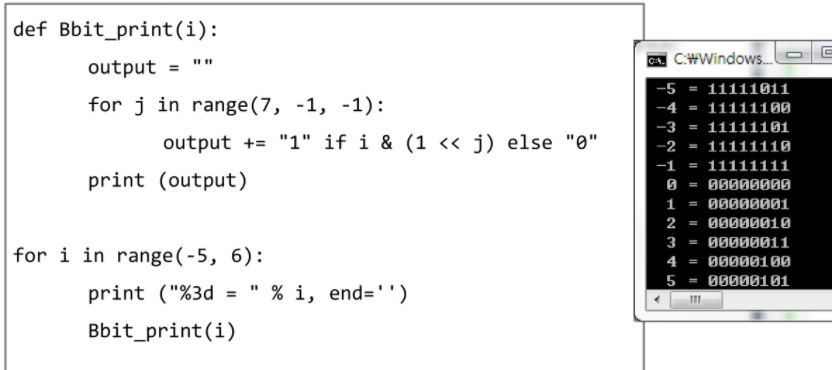 def Bbit_print(i):
output = ""
for j in range(7, -1, -1):
output += "1" if i & (1 << j) else "0"
print (output)
for i in range(-5, 6):
print ("%3d = " % i, end='')
Bbit_print(i)
C:\. C:₩Windows...
-5 = 11111011
-4 = 11111100
-3 = 11111101
-2 = 11111110
-1 = 11111111
0 = 00000000
1 = 00000001
2 = 00000010
3 = 00000011
4 = 00000100
5 = 00000101